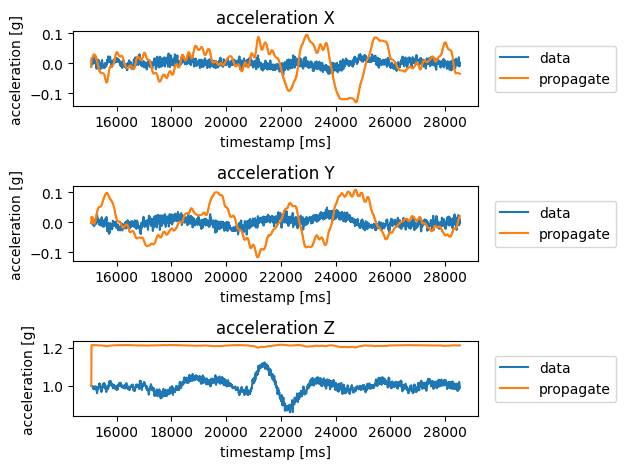 acceleration X
acceleration [g]
0.1
0.0
−0.1
16000 18000 20000 22000 24000 26000 28000
timestamp [ms]
data
propagate
acceleration Y
acceleration [g]
0.1
0.0
−0.1
16000 18000 20000 22000 24000 26000 28000
timestamp [ms]
data
propagate
acceleration Z
acceleration [g]
1.2
1.0
16000 18000 20000 22000 24000 26000 28000
timestamp [ms]
data
propagate